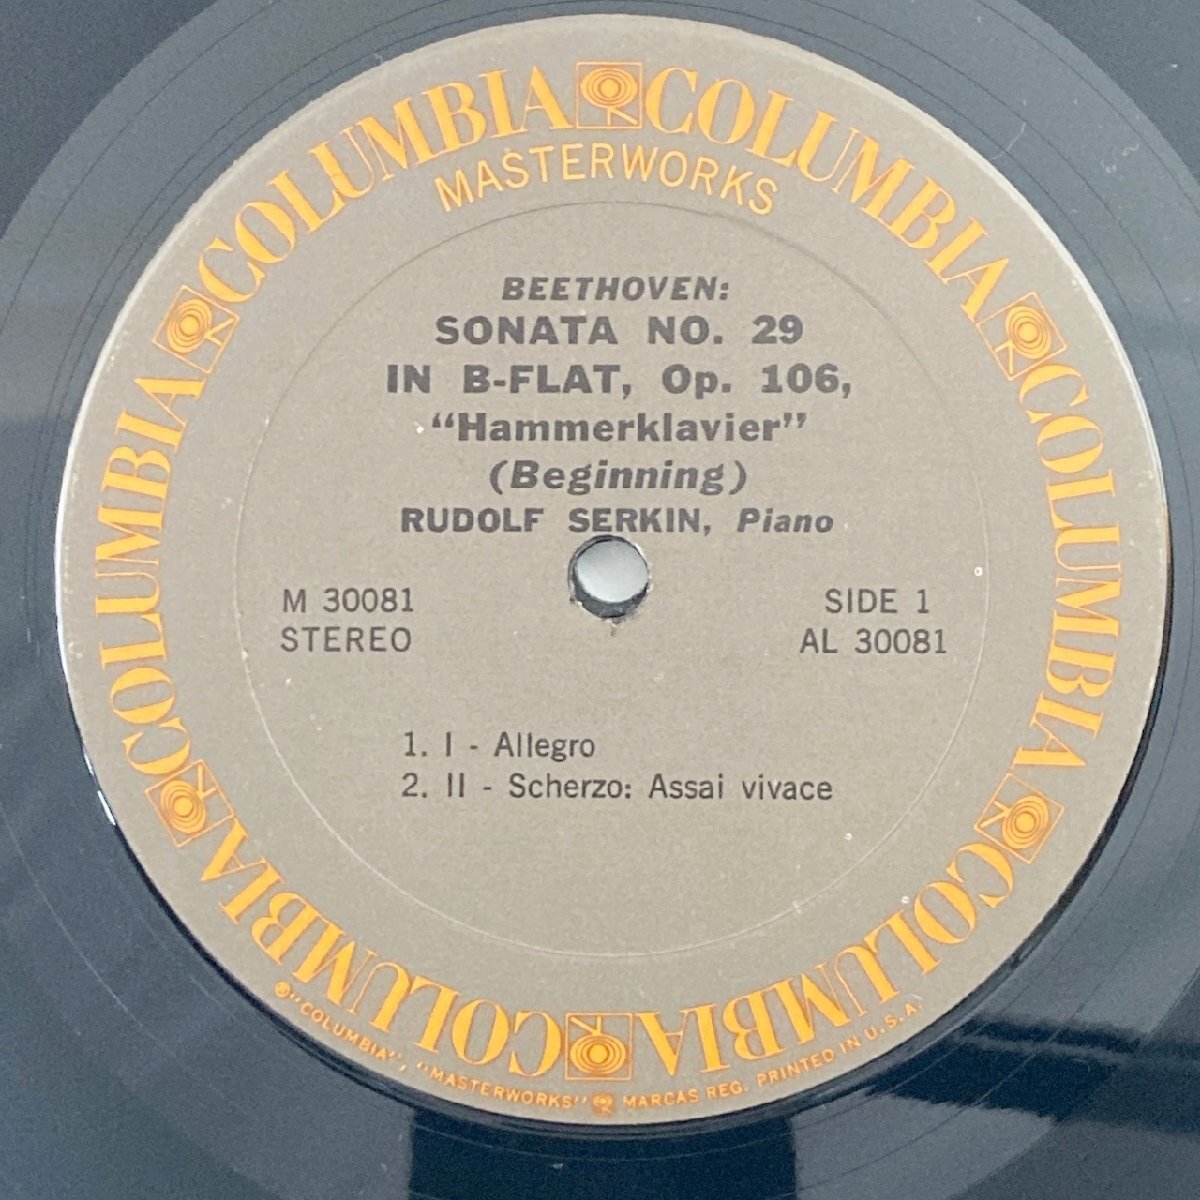 COLUMBIA COLUMBIA COLUMBIA COLUMBIA COLUMBIA COLUMBIA COLUMBIA COLUMBIA
MASTERWORKS
BEETHOVEN:
SONATA NO. 29
IN B-FLAT, Op. 106,
“Hammerklavier”
(Beginning)
RUDOLF SERKIN, Piano
M 30081
STEREO
SIDE 1
AL 30081
1. I - Allegro
2. II - Scherzo: Assai vivace
® "COLUMBIA", "MASTERWORKS" MARCAS REG. PRINTED IN U.S.A.